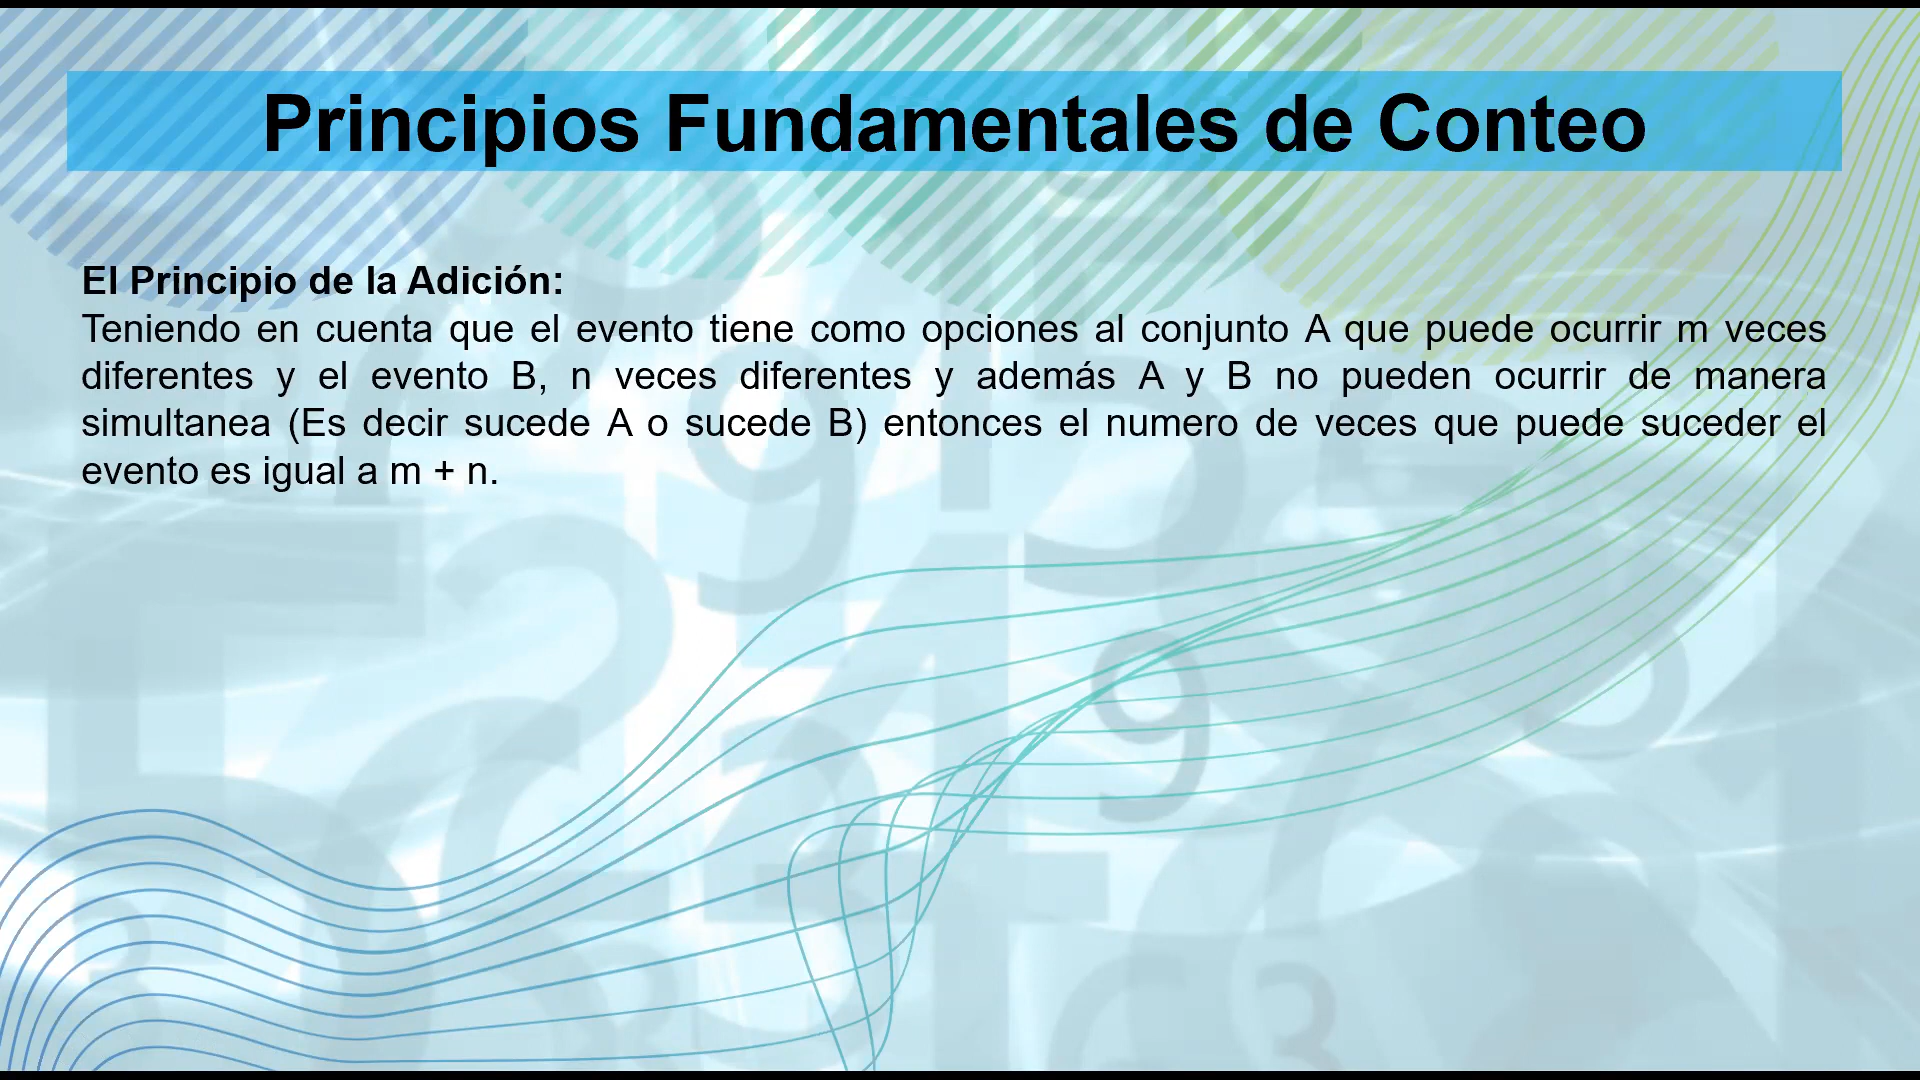 Principios Fundamentales de Conteo
El Principio de la Adición:
Teniendo en cuenta que el evento tiene como opciones al conjunto A que puede ocurrir m veces
diferentes y el evento B, n veces diferentes y además A y B no pueden ocurrir de manera
simultanea (Es decir sucede A o sucede B) entonces el numero de veces que puede suceder el
evento es igual a m + n.